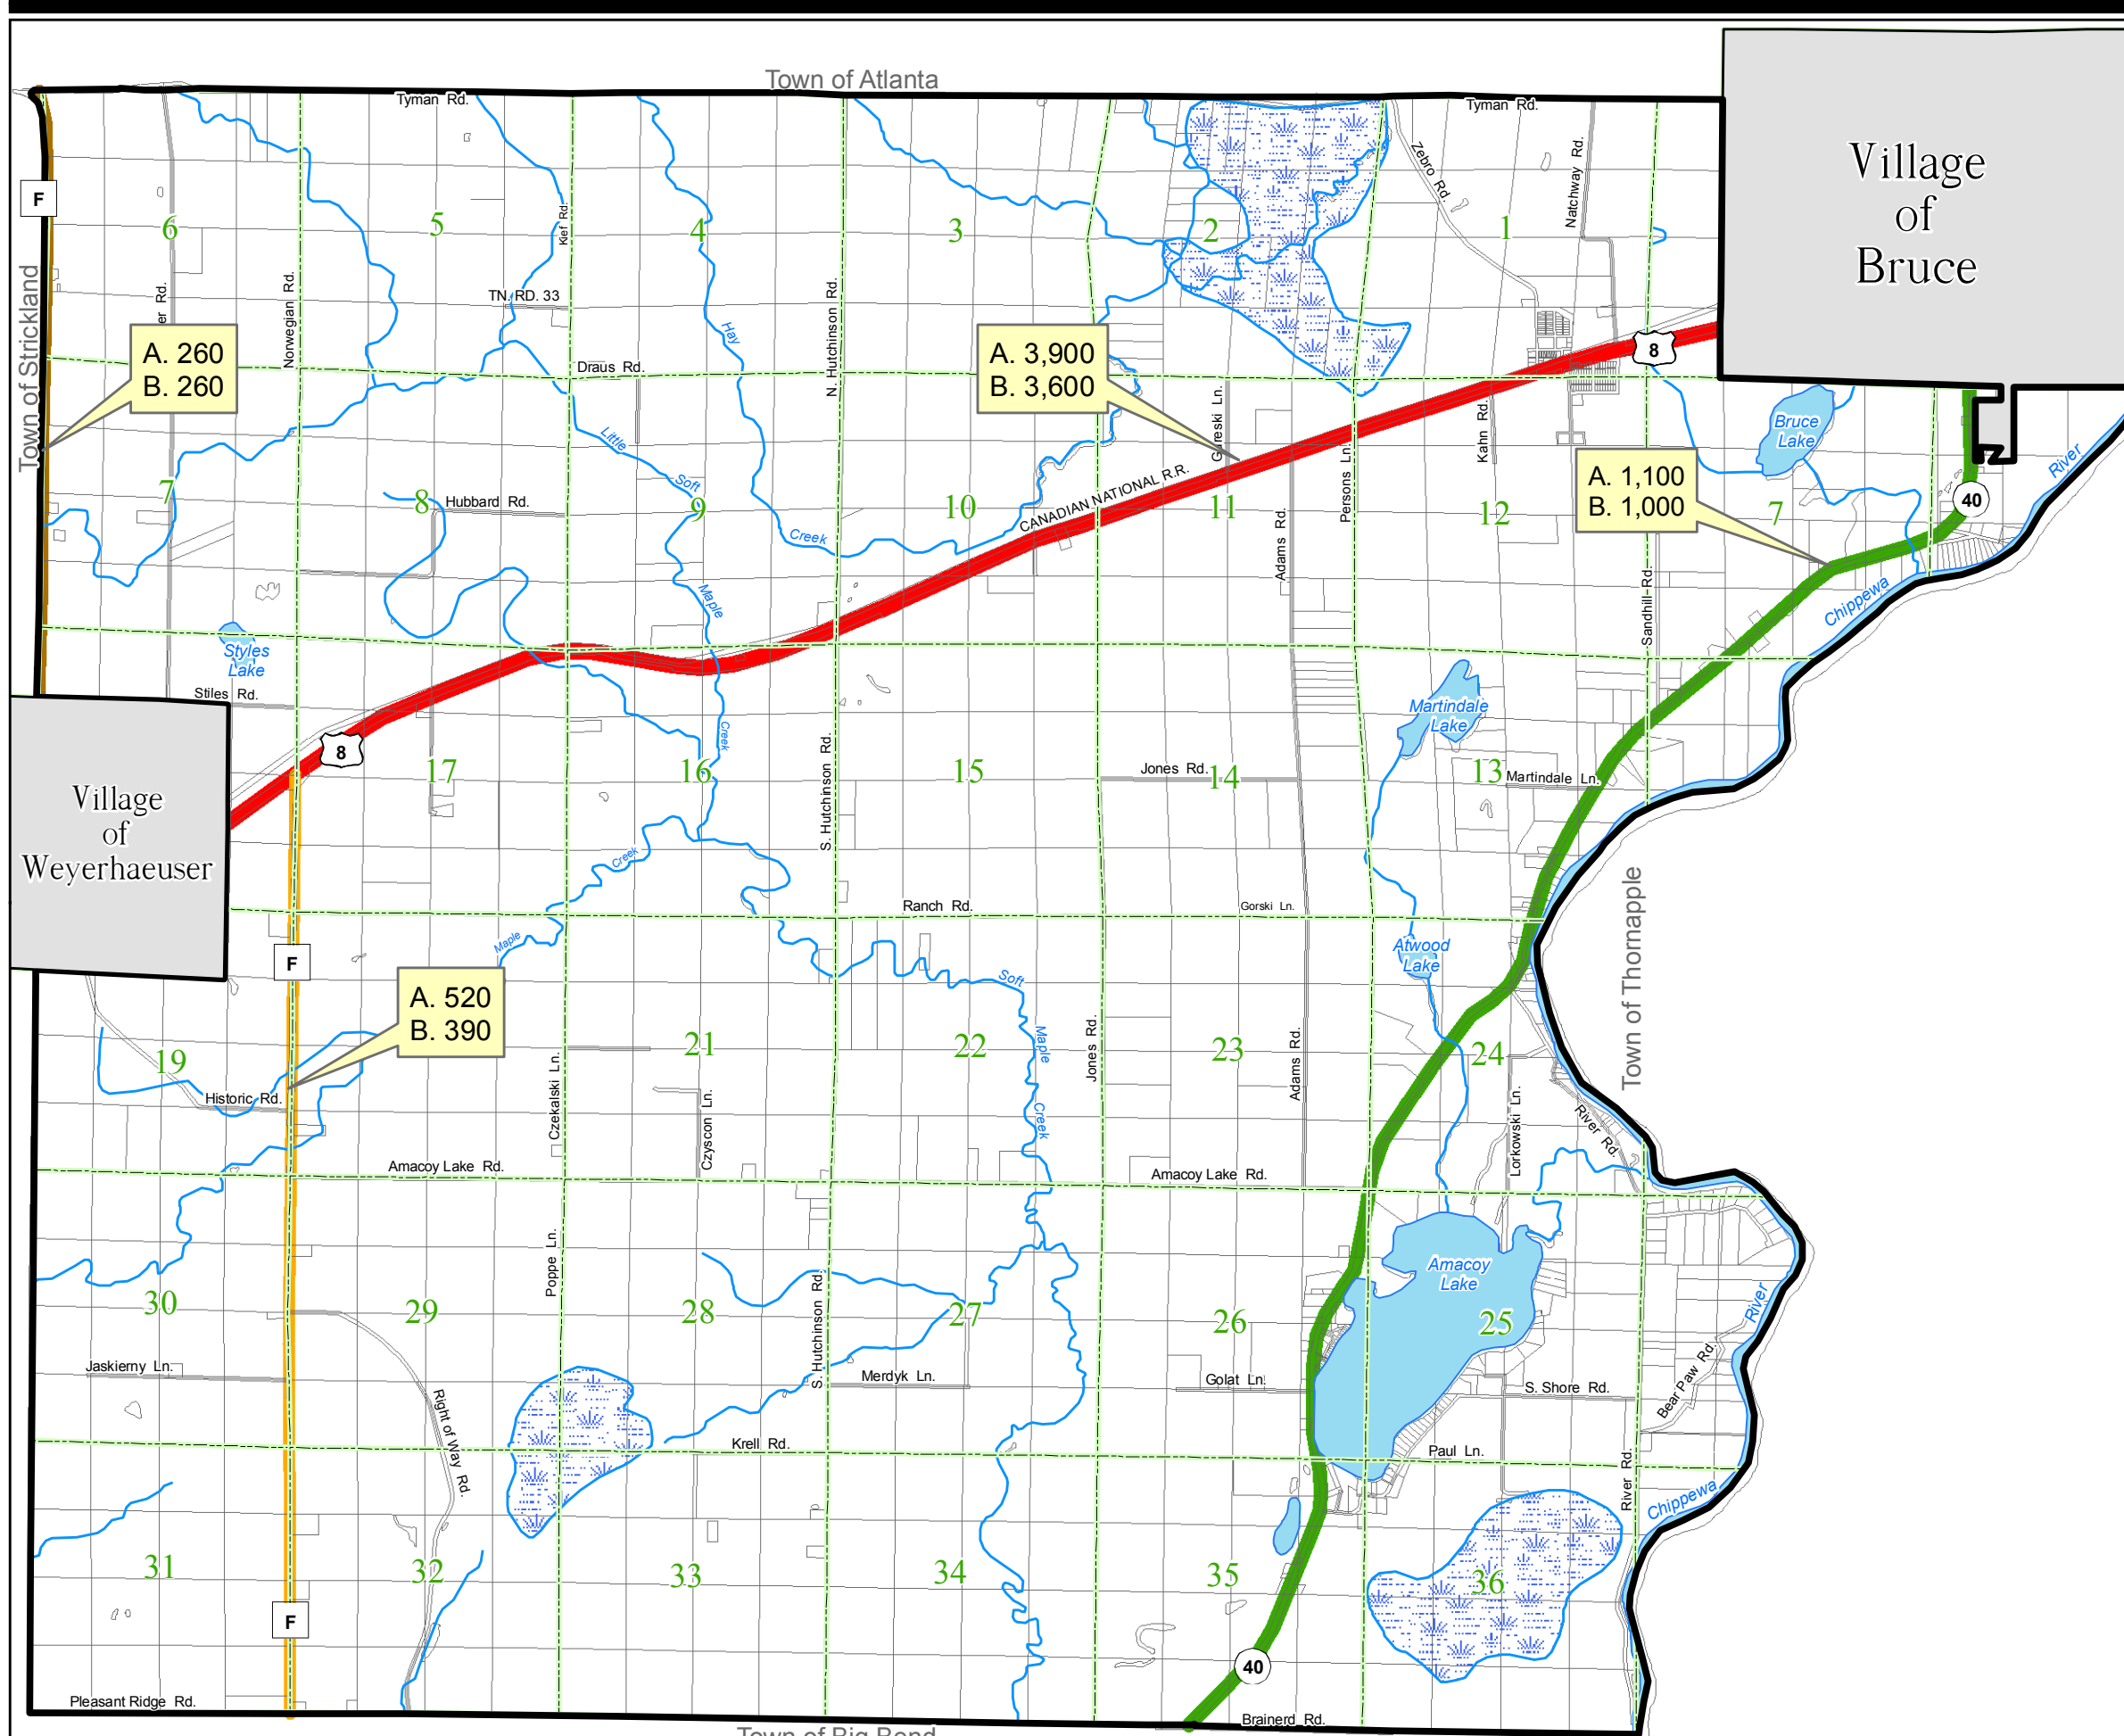 Town of Atlanta
Tyman Rd.
Tyman Rd.
Village
of
Bruce
F
Town of Strickland
6
5
4
3
2
1
er Rd.
Norwegian Rd.
Kief Rd.
TN. RD. 33
Hay
N. Hutchinson Rd.
Zebro Rd.
Natchway Rd.
8
A. 260
B. 260
Draus Rd.
A. 3,900
B. 3,600
Kahn Rd.
Bruce
Lake
Little
Soft
Persons Ln.
A. 1,100
B. 1,000
River
40
7
8
Hubbard Rd.
9
10
CANADIAN NATIONAL R.R.
11
12
7
Creek
Adams Rd.
Maple
Sandhill Rd.
Chippewa
Styles
Lake
Stiles Rd.
Martindale
Lake
8
Creek
17
16
S. Hutchinson Rd.
15
Jones Rd.
14
13
Martindale Ln.
Village
of
Weyerhaeuser
Creek
Ranch Rd.
Gorski Ln.
Town of Thornapple
Maple
F
Atwood
Lake
Soft
A. 520
B. 390
19
Historic Rd.
Czekalski Ln.
21
Czyscon Ln.
22
Maple
Creek
Jones Rd.
23
Adams Rd.
24
Lorkowski Ln.
River Rd.
Amacoy Lake Rd.
Amacoy Lake Rd.
Poppe Ln.
Amacoy
Lake
River
30
29
28
S. Hutchinson Rd.
27
26
25
Jaskierny Ln.
Merdyk Ln.
Golat Ln.
S. Shore Rd.
Bear Paw Rd.
Right of Way Rd.
Krell Rd.
Paul Ln.
River Rd.
Chippewa
31
32
33
34
35
36
F
40
Pleasant Ridge Rd.
Brainerd Rd.
Town of Big Bend